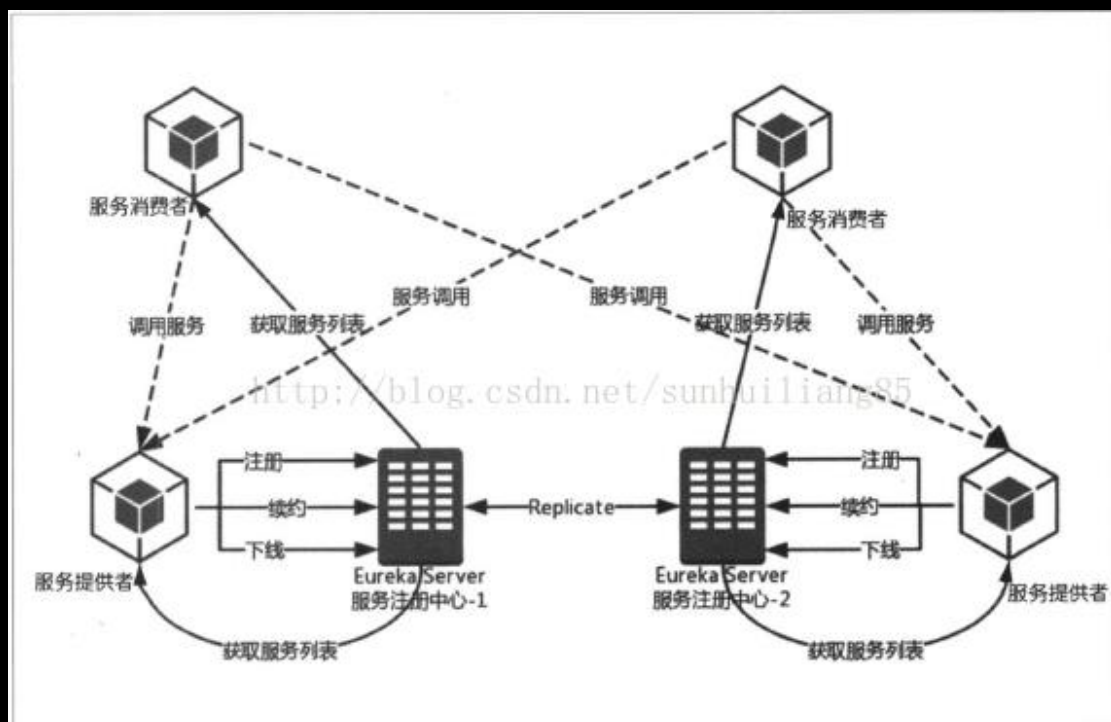 服务消费者
服务消费者
服务调用
服务调用
调用服务
获取服务列表
获取服务列表
调用服务
http://blog.csdn.net/sunhuiliang85
注册
注册
续约
Replicate
续约
下线
下线
服务提供者
Eureka Server
服务注册中心-1
Eureka Server
服务注册中心-2
服务提供者
获取服务列表
获取服务列表